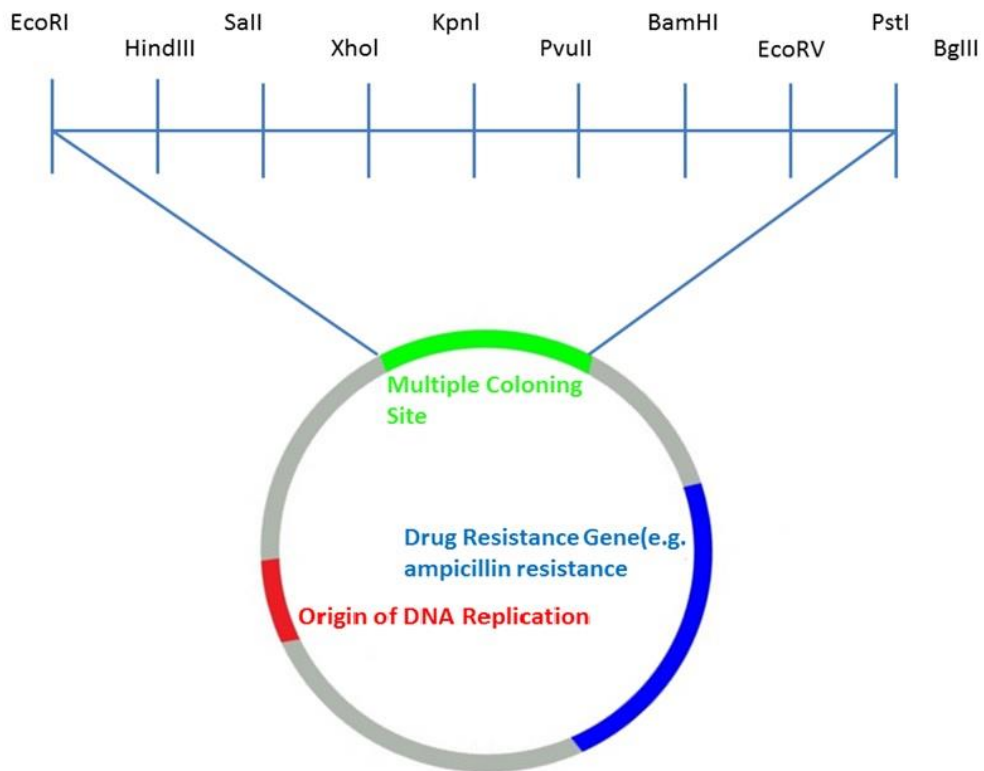 EcoRI
SalI
KpnI
BamHI
PstI
HindIII
XhoI
PvuII
EcoRV
BglII
Multiple Coloning
Site
Drug Resistance Gene(e.g.
ampicillin resistance
Origin of DNA Replication